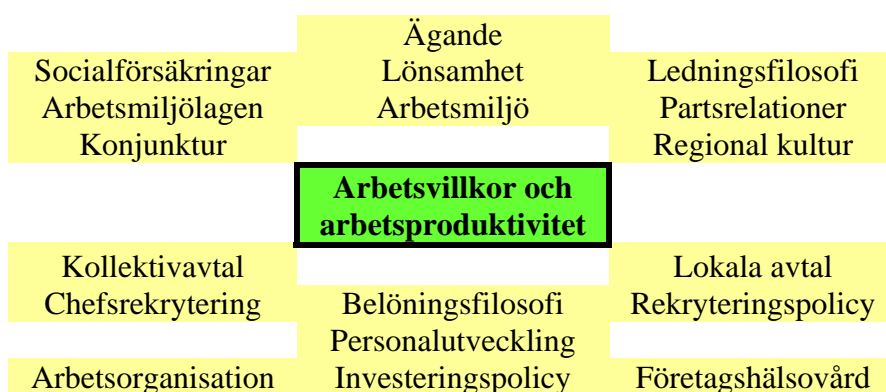 Ägande
Socialförsäkringar Lönsamhet Ledningsfilosofi
Arbetsmiljölagen Arbetsmiljö Partsrelationer
Konjunktur Regional kultur
Arbetsvillkor och
arbetsproduktivitet
Kollektivavtal Lokala avtal
Chefsrekrytering Belöningsfilosofi Rekryteringspolicy
Personalutveckling
Arbetsorganisation Investeringspolicy Företagshälsovård